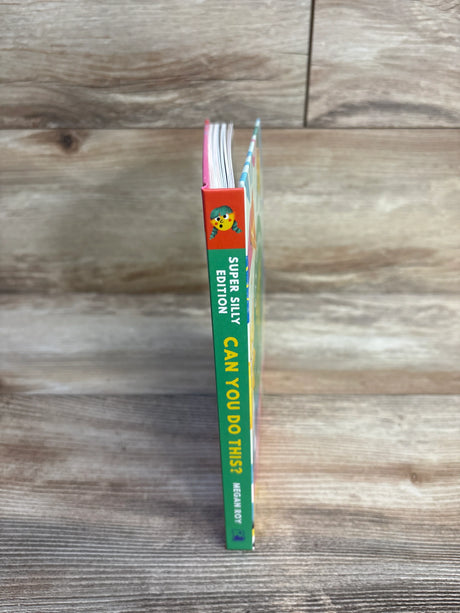 SUPER SILLY
EDITION
CAN YOU DO THIS?
MEGAN ROY